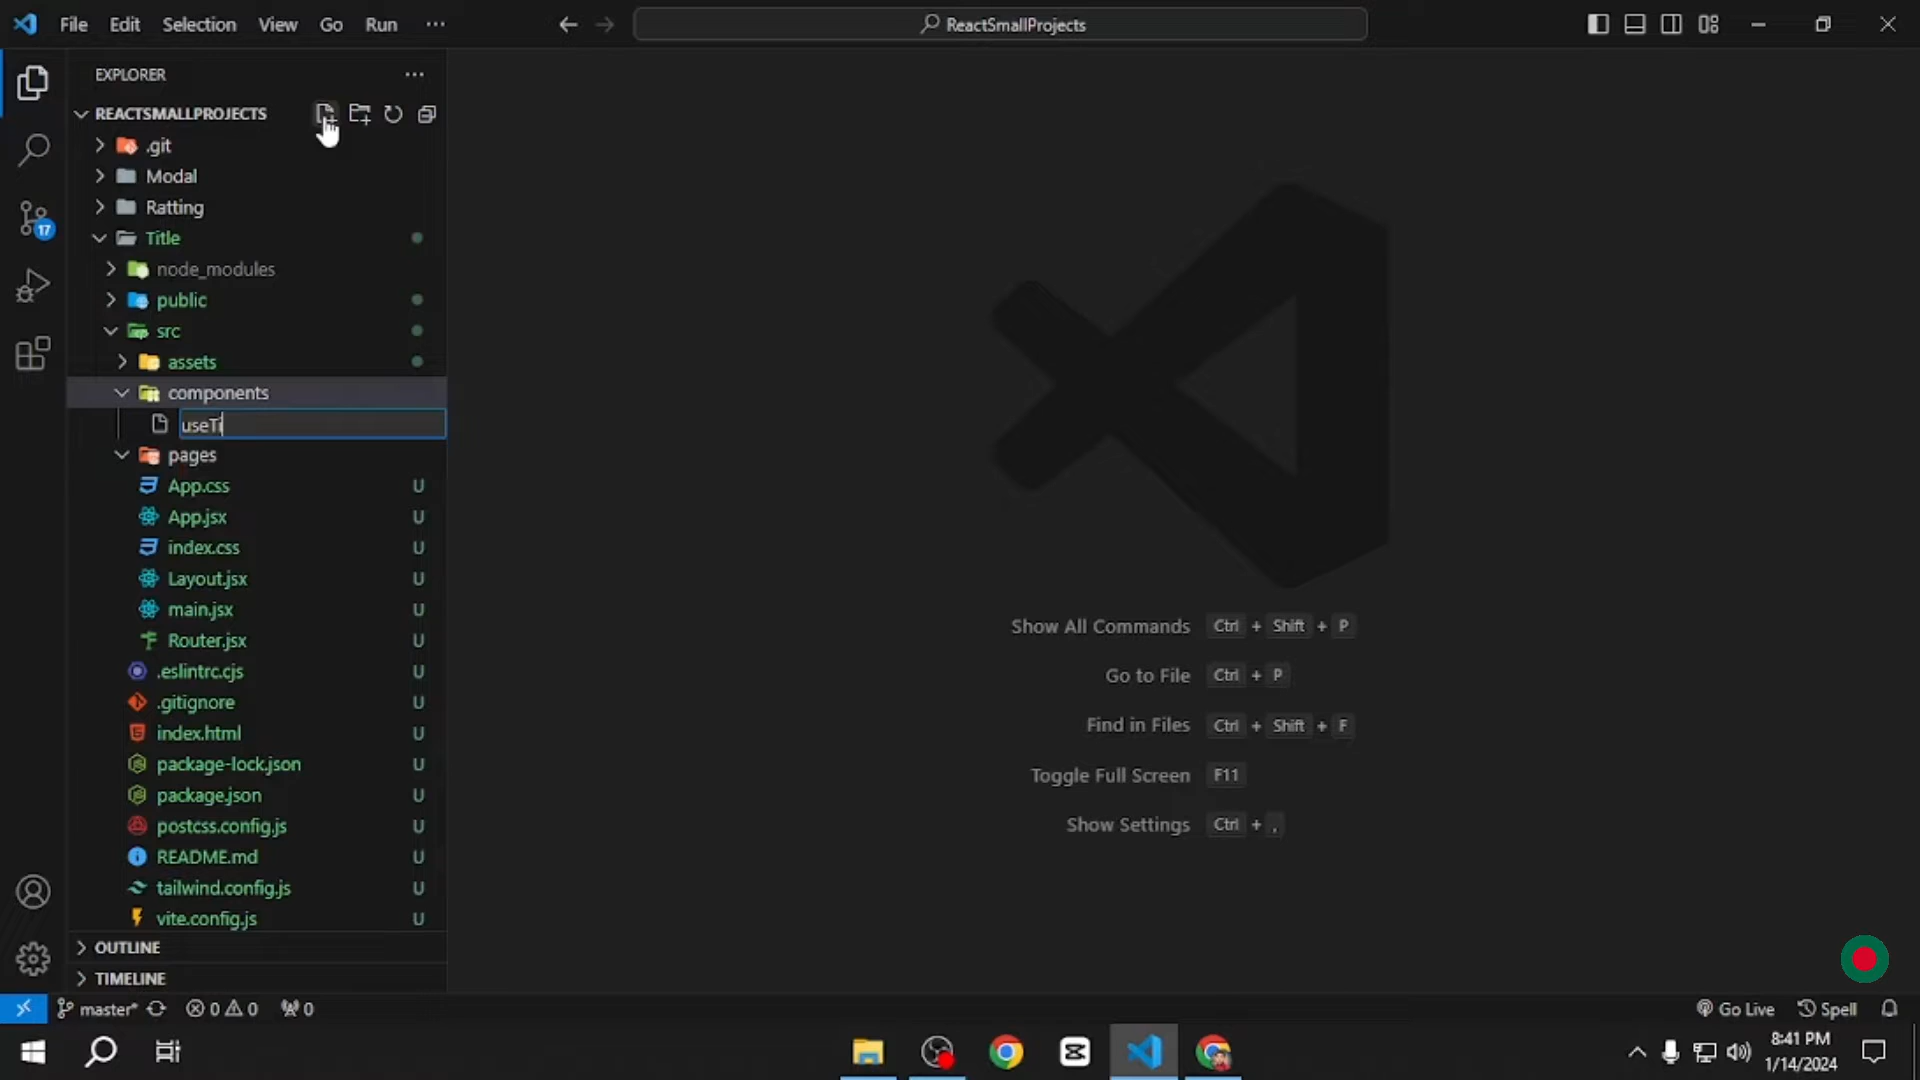 File Edit Selection View Go Run ···
ReactSmallProjects
EXPLORER
REACTSMALLPROJECTS
.git
Modal
Ratting
Title
node_modules
public
src
assets
components
useTi
pages
App.css U
App.jsx U
index.css U
Layout.jsx U
main.jsx U
Router.jsx U
.eslintrc.cjs U
.gitignore U
index.html U
package-lock.json U
package.json U
postcss.config.js U
README.md U
tailwind.config.js U
vite.config.js U
OUTLINE
TIMELINE
17
Show All Commands Ctrl + Shift + P
Go to File Ctrl + P
Find in Files Ctrl + Shift + F
Toggle Full Screen F11
Show Settings Ctrl + ,
master* 0 0 0 Go Live Spell
8:41 PM
1/14/2024